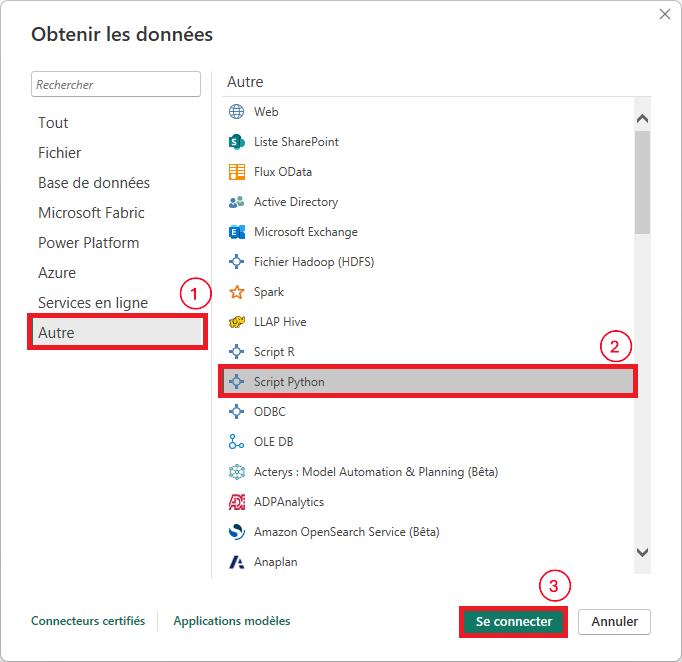 Obtenir les données
Rechercher
Tout
Fichier
Base de données
Microsoft Fabric
Power Platform
Azure
Services en ligne
1
Autre
Autre
Web
Liste SharePoint
Flux OData
Active Directory
Microsoft Exchange
Fichier Hadoop (HDFS)
Spark
LLAP Hive
Script R
2
Script Python
ODBC
OLE DB
Acterys : Model Automation & Planning (Bêta)
ADPAnalytics
Amazon OpenSearch Service (Bêta)
Anaplan
3
Connecteurs certifiés
Applications modèles
Se connecter
Annuler